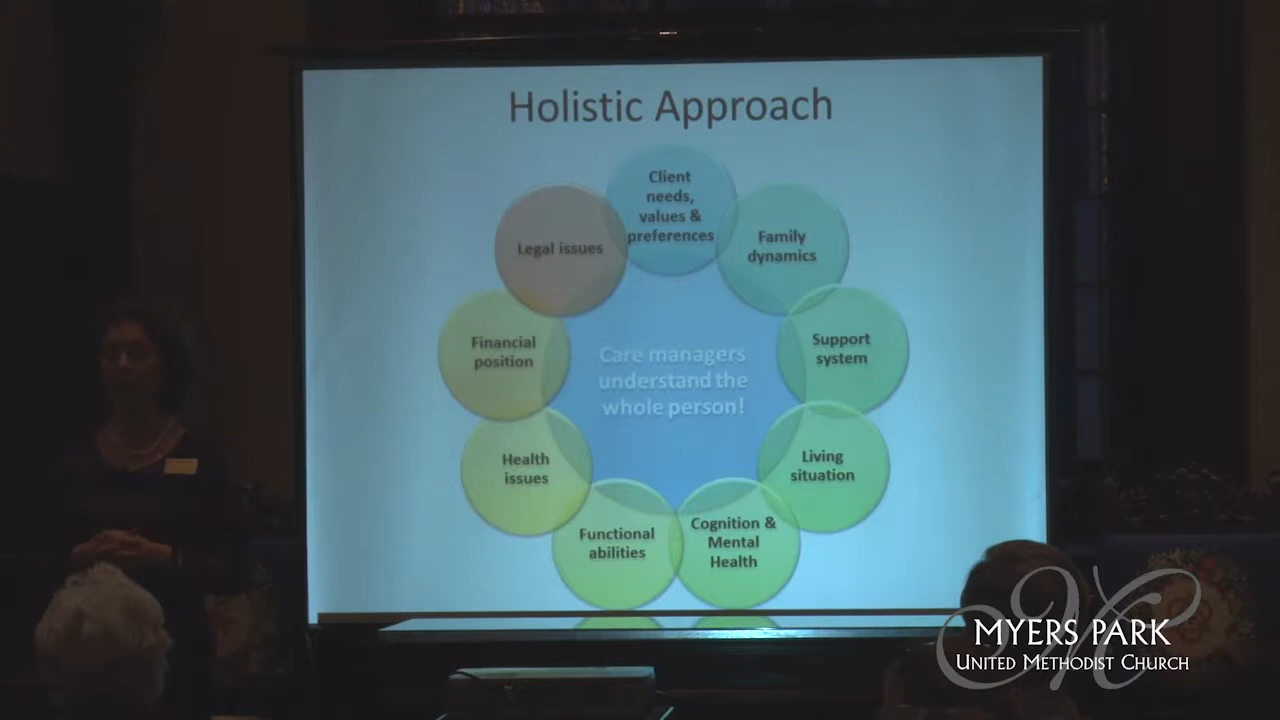 Holistic Approach
Client
needs,
values &
preferences
Family
dynamics
Support
system
Living
situation
Cognition &
Mental
Health
Functional
abilities
Health
issues
Financial
position
Legal issues
Care managers
understand the
whole person!
MYERS PARK
UNITED METHODIST CHURCH